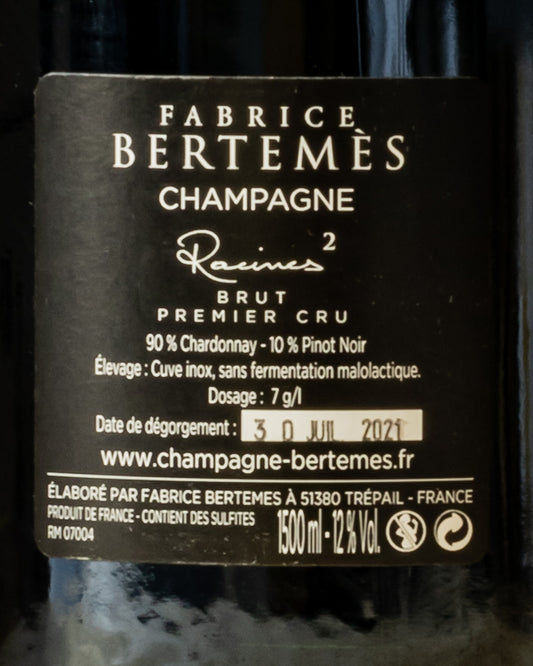 FABRICE
BERTEMÈS
CHAMPAGNE
Racines²
BRUT
PREMIER CRU
90 % Chardonnay - 10 % Pinot Noir
Élevage : Cuve inox, sans fermentation malolactique.
Dosage : 7 g/l
Date de dégorgement : 30 JUIL 2021
www.champagne-bertemes.fr
ÉLABORÉ PAR FABRICE BERTEMES À 51380 TRÉPAIL - FRANCE
PRODUIT DE FRANCE - CONTIENT DES SULFITES
RM 07004
1500 ml - 12 % Vol.